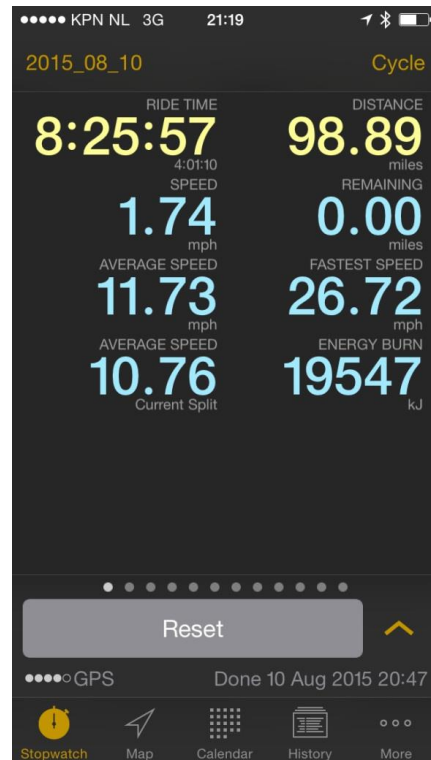 KPN NL 3G 21:19
2015_08_10 Cycle
RIDE TIME DISTANCE
8:25:57 98.89
4:01:10 miles
SPEED REMAINING
1.74 0.00
mph miles
AVERAGE SPEED FASTEST SPEED
11.73 26.72
mph mph
AVERAGE SPEED ENERGY BURN
10.76 19547
Current Split kJ
Reset
GPS Done 10 Aug 2015 20:47
Stopwatch Map Calendar History More